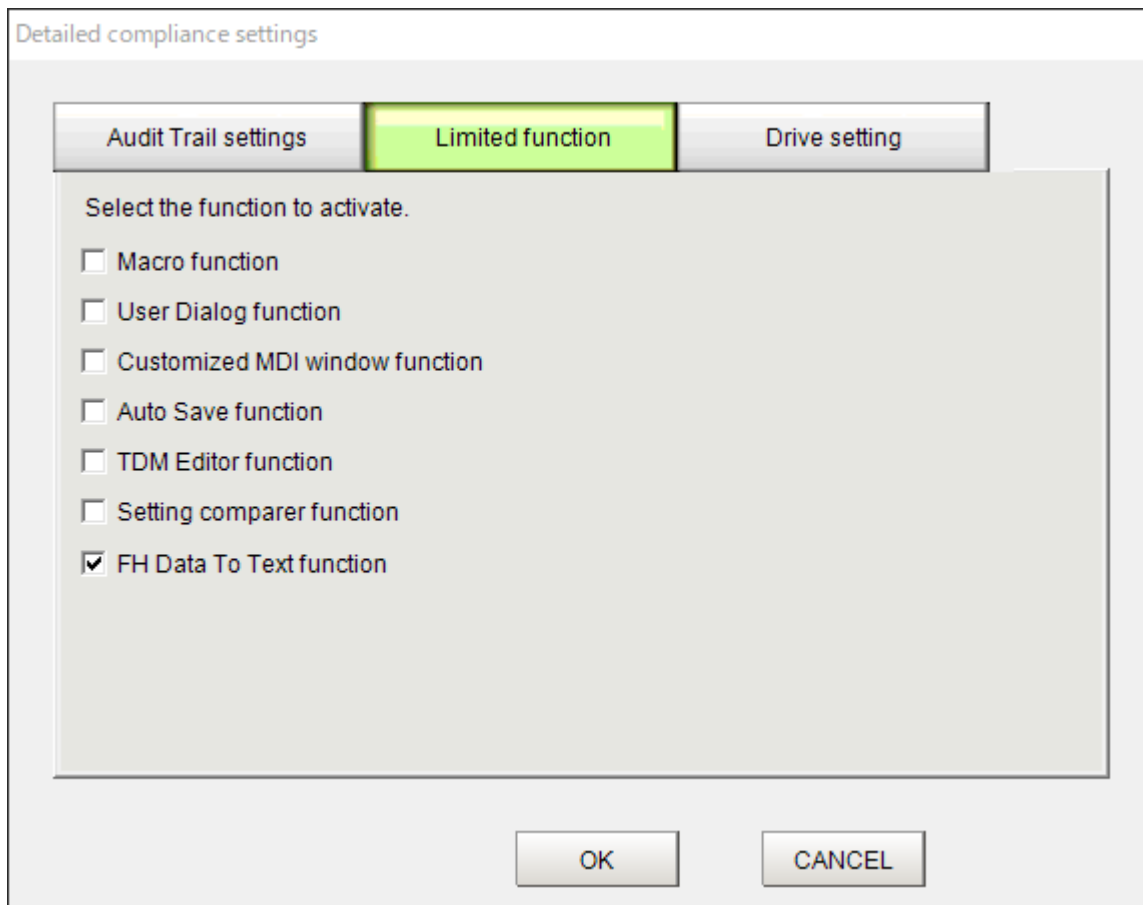 Detailed compliance settings
Audit Trail settings
Limited function
Drive setting
Select the function to activate.
Macro function
User Dialog function
Customized MDI window function
Auto Save function
TDM Editor function
Setting comparer function
FH Data To Text function
OK
CANCEL